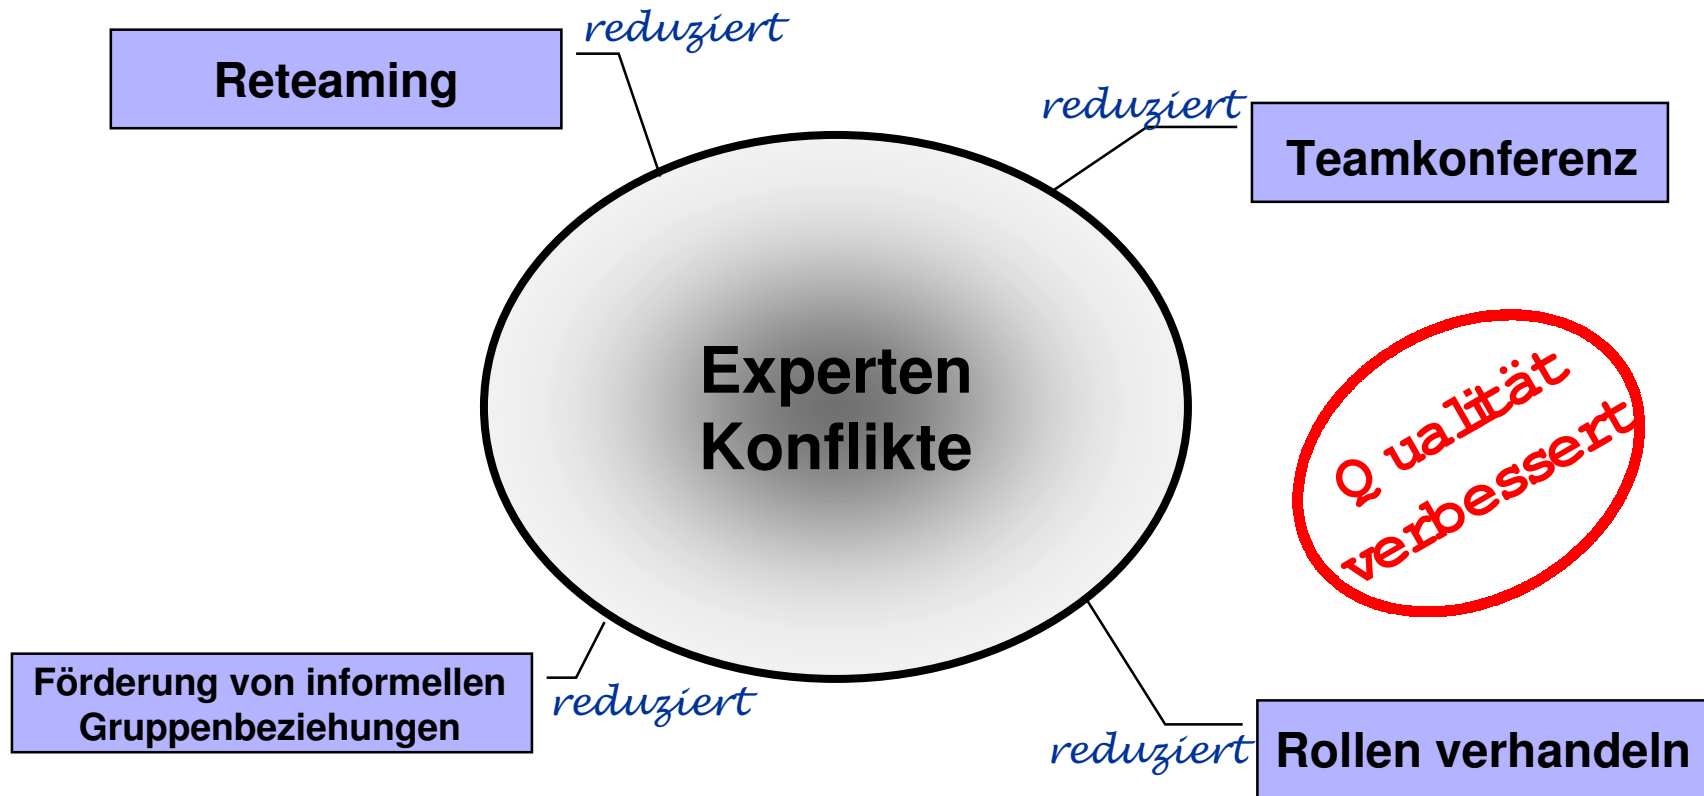 reduziert
Reteaming
reduziert
Teamkonferenz
Experten
Konflikte
Qualität
verbessert
Förderung von informellen
Gruppenbeziehungen
reduziert
reduziert
Rollen verhandeln